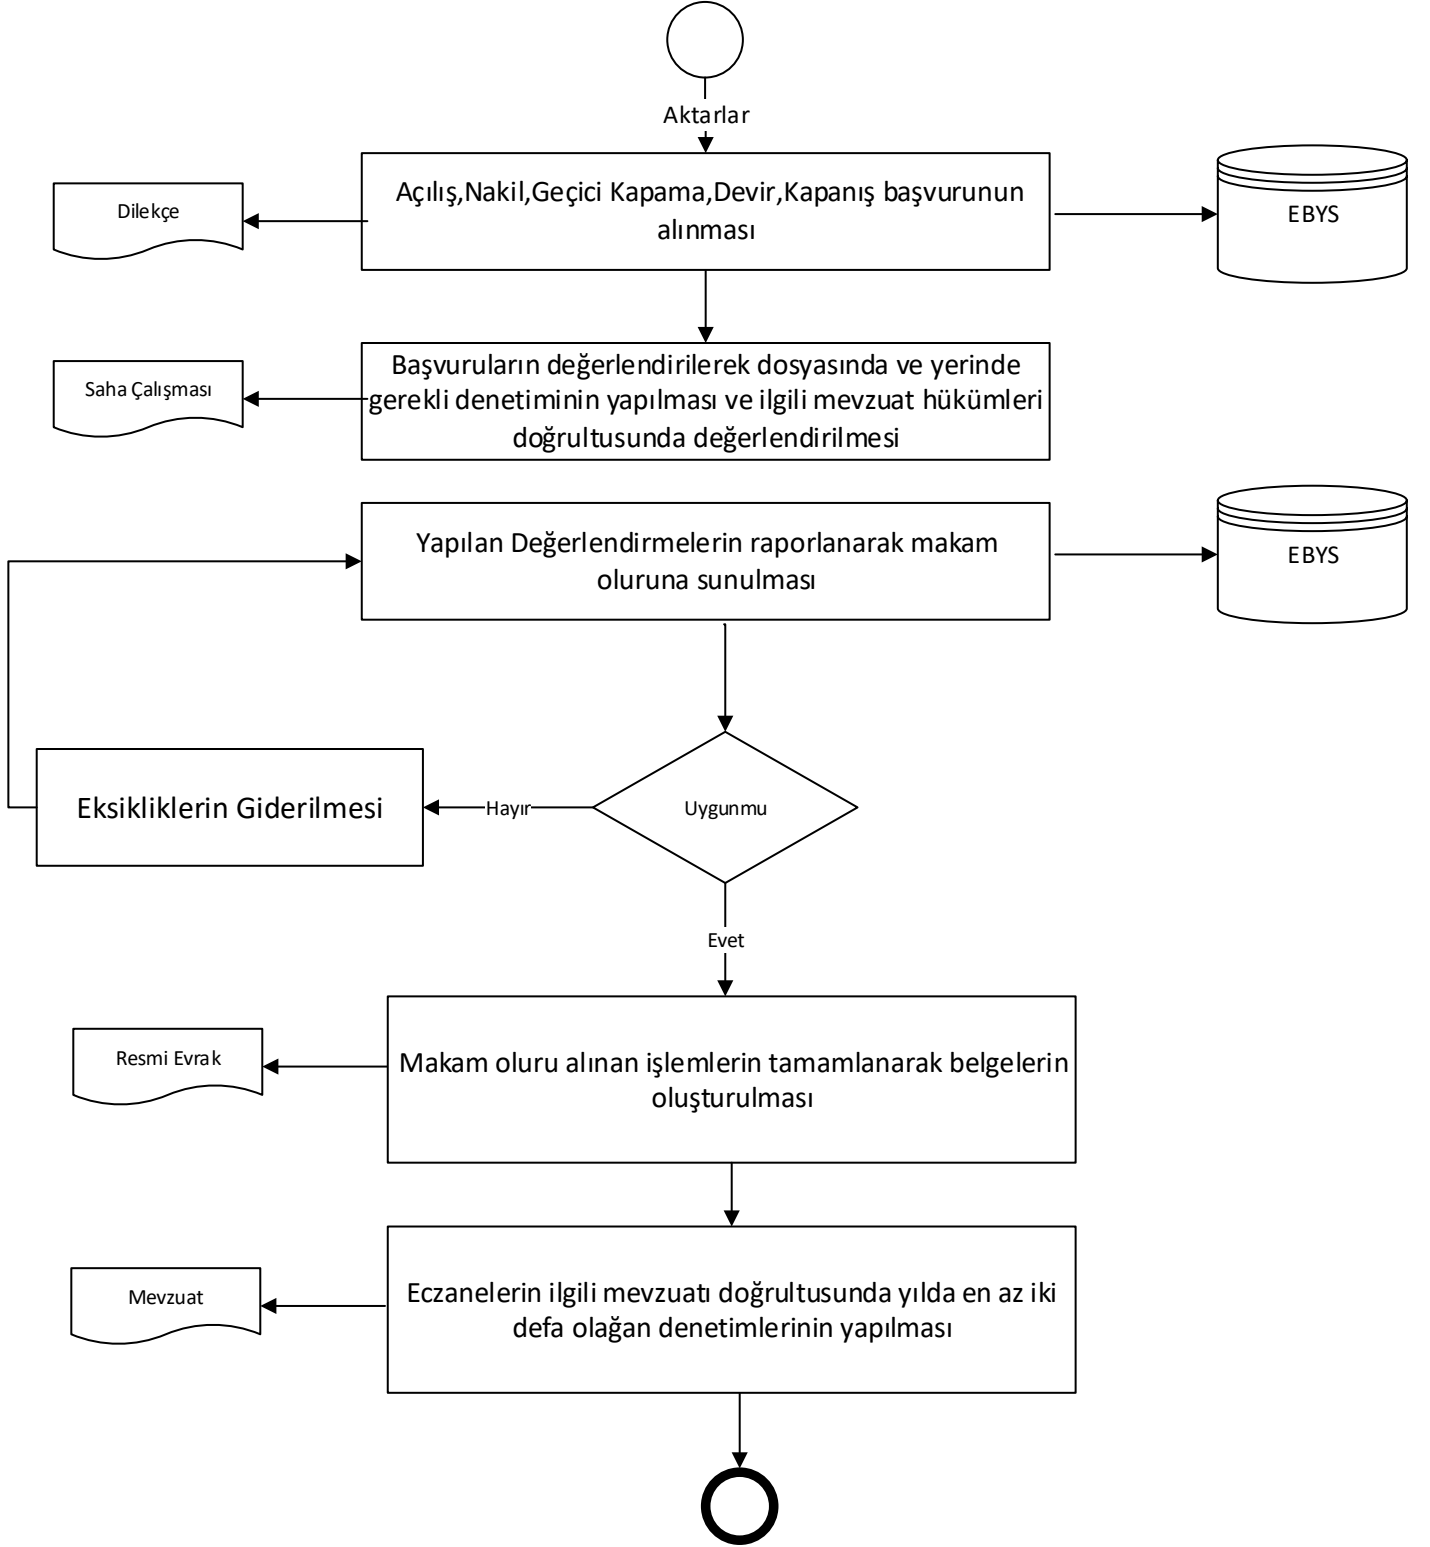 Aktarlar
Dilekçe
Açılış,Nakil,Geçici Kapama,Devir,Kapanış başvurunun
alınması
EBYS
Saha Çalışması
Başvuruların değerlendirilerek dosyasında ve yerinde
gerekli denetiminin yapılması ve ilgili mevzuat hükümleri
doğrultusunda değerlendirilmesi
Yapılan Değerlendirmelerin raporlanarak makam
oluruna sunulması
EBYS
Eksikliklerin Giderilmesi
Hayır
Uygunmu
Evet
Resmi Evrak
Makam oluru alınan işlemlerin tamamlanarak belgelerin
oluşturulması
Mevzuat
Eczanelerin ilgili mevzuatı doğrultusunda yılda en az iki
defa olağan denetimlerinin yapılması